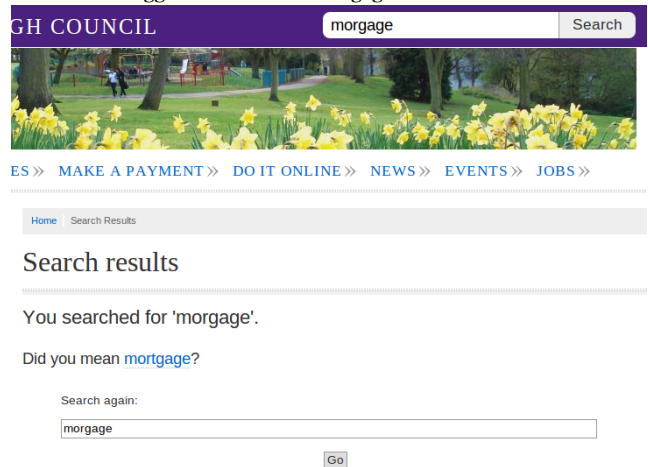 GH COUNCIL
morgage
Search
ES» MAKE A PAYMENT» DO IT ONLINE» NEWS» EVENTS» JOBS»
Home Search Results
Search results
You searched for 'morgage'.
Did you mean mortgage?
Search again:
morgage
Go